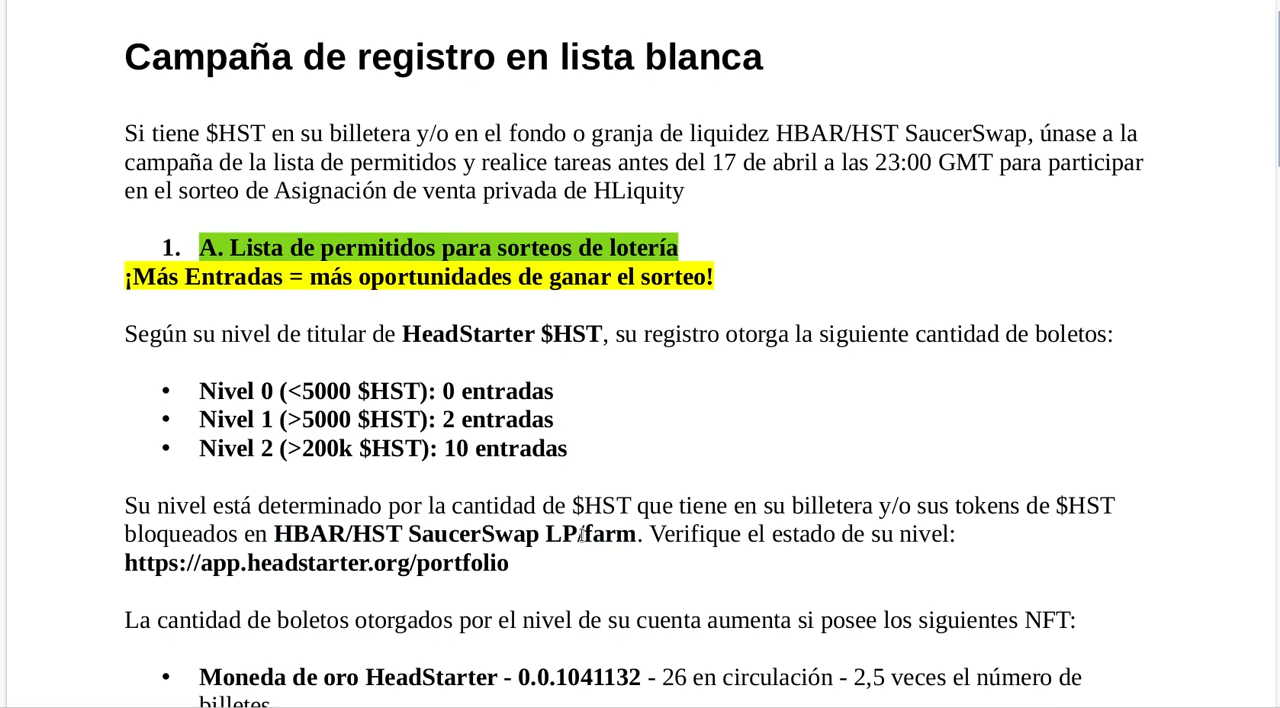 Campaña de registro en lista blanca
Si tiene $HST en su billetera y/o en el fondo o granja de liquidez HBAR/HST SaucerSwap, únase a la
campaña de la lista de permitidos y realice tareas antes del 17 de abril a las 23:00 GMT para participar
en el sorteo de Asignación de venta privada de HLiquity
1. A. Lista de permitidos para sorteos de lotería
¡Más Entradas = más oportunidades de ganar el sorteo!
Según su nivel de titular de HeadStarter $HST, su registro otorga la siguiente cantidad de boletos:
• Nivel 0 (<5000 $HST): 0 entradas
• Nivel 1 (>5000 $HST): 2 entradas
• Nivel 2 (>200k $HST): 10 entradas
Su nivel está determinado por la cantidad de $HST que tiene en su billetera y/o sus tokens de $HST
bloqueados en HBAR/HST SaucerSwap LP/farm. Verifique el estado de su nivel:
https://app.headstarter.org/portfolio
La cantidad de boletos otorgados por el nivel de su cuenta aumenta si posee los siguientes NFT:
• Moneda de oro HeadStarter - 0.0.1041132 - 26 en circulación - 2,5 veces el número de
billetes